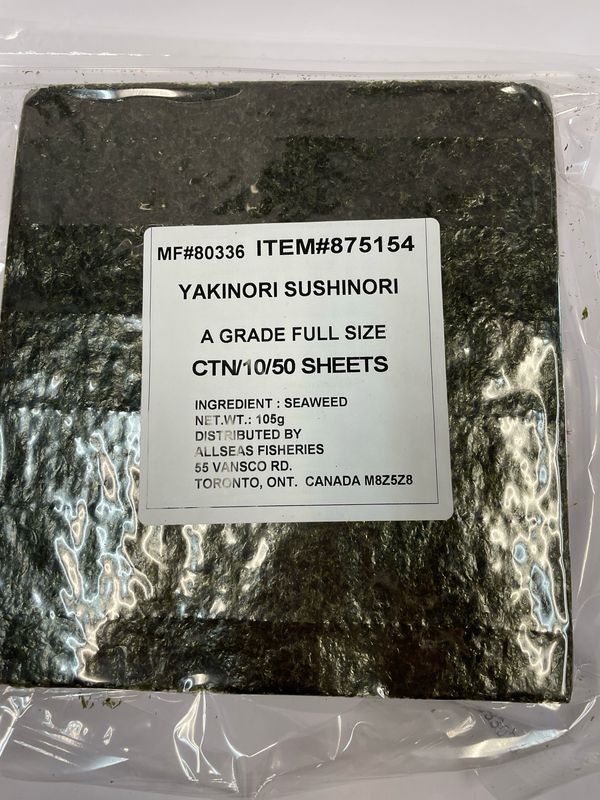 MF#80336 ITEM#875154
YAKINORI SUSHINORI
A GRADE FULL SIZE
CTN/10/50 SHEETS
INGREDIENT : SEAWEED
NET.WT.: 105g
DISTRIBUTED BY
ALLSEAS FISHERIES
55 VANSCO RD.
TORONTO, ONT. CANADA M8Z5Z8